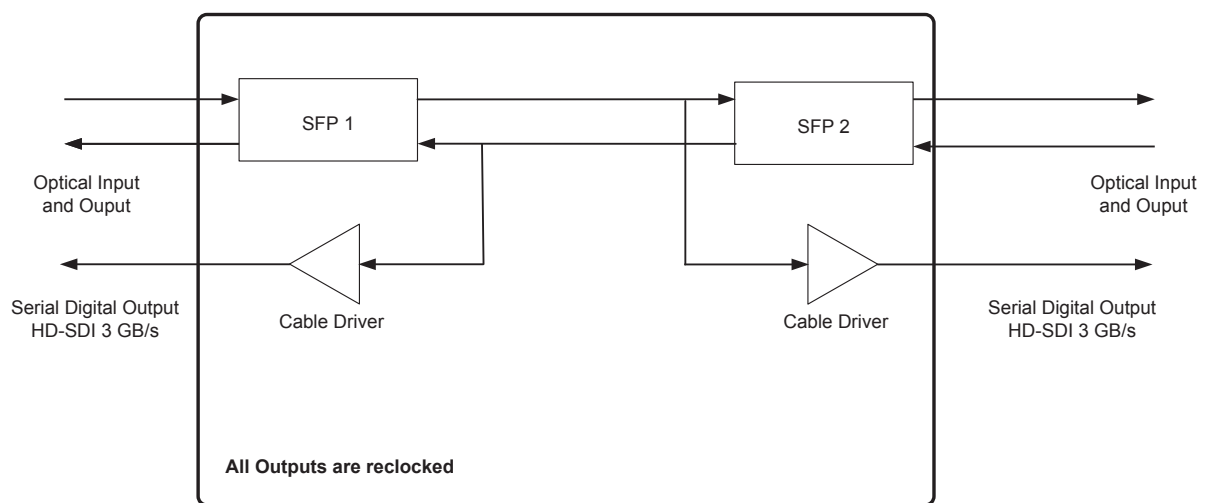 SFP 1
SFP 2
Optical Input
and Ouput
Optical Input
and Ouput
Serial Digital Output
HD-SDI 3 GB/s
Cable Driver
Cable Driver
Serial Digital Output
HD-SDI 3 GB/s
All Outputs are reclocked